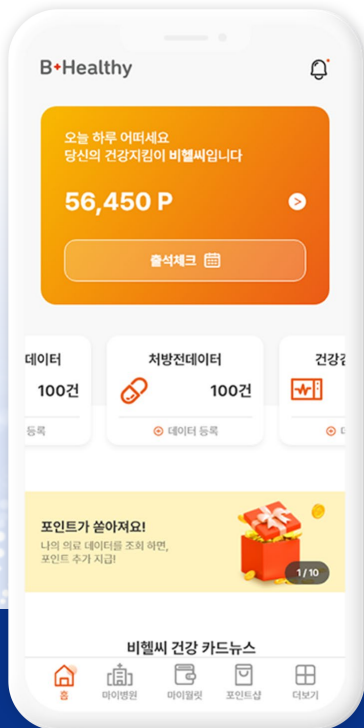 B+Healthy
오늘 하루 어떠세요
당신의 건강지킴이 비헬씨입니다
56,450 P
출석체크
데이터
100건
등록
처방전데이터
100건
데이터 등록
건강검
포인트가 쏟아져요!
나의 의료 데이터를 조회 하면,
포인트 추가 지급!
1/10
비헬씨 건강 카드뉴스
홈
마이병원
마이월렛
포인트샵
더보기